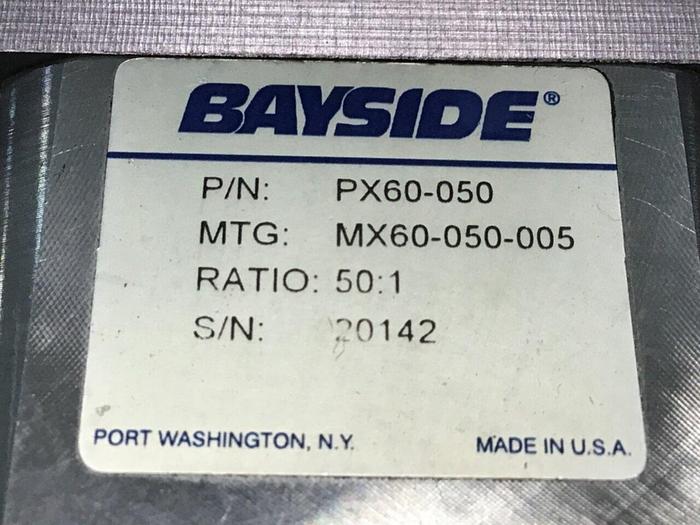 BAYSIDE®
P/N: PX60-050
MTG: MX60-050-005
RATIO: 50:1
S/N: 20142
PORT WASHINGTON, N.Y. MADE IN U.S.A.